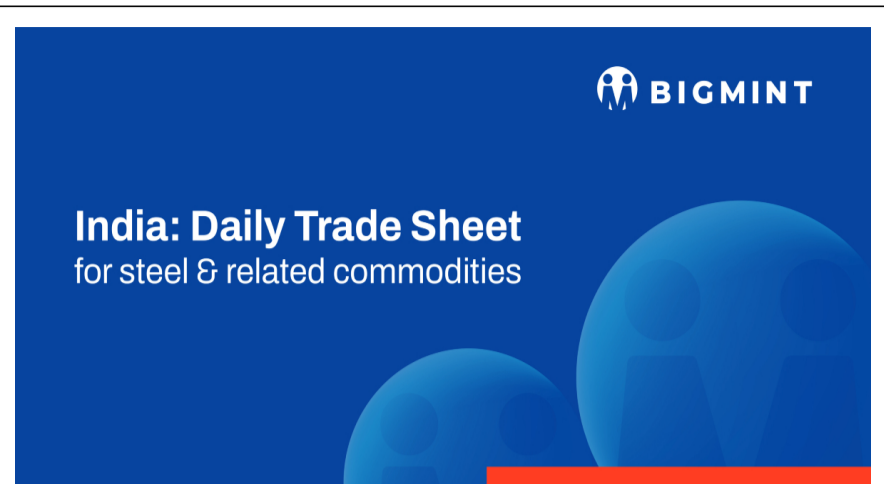 BIGMINT
India: Daily Trade Sheet
for steel & related commodities